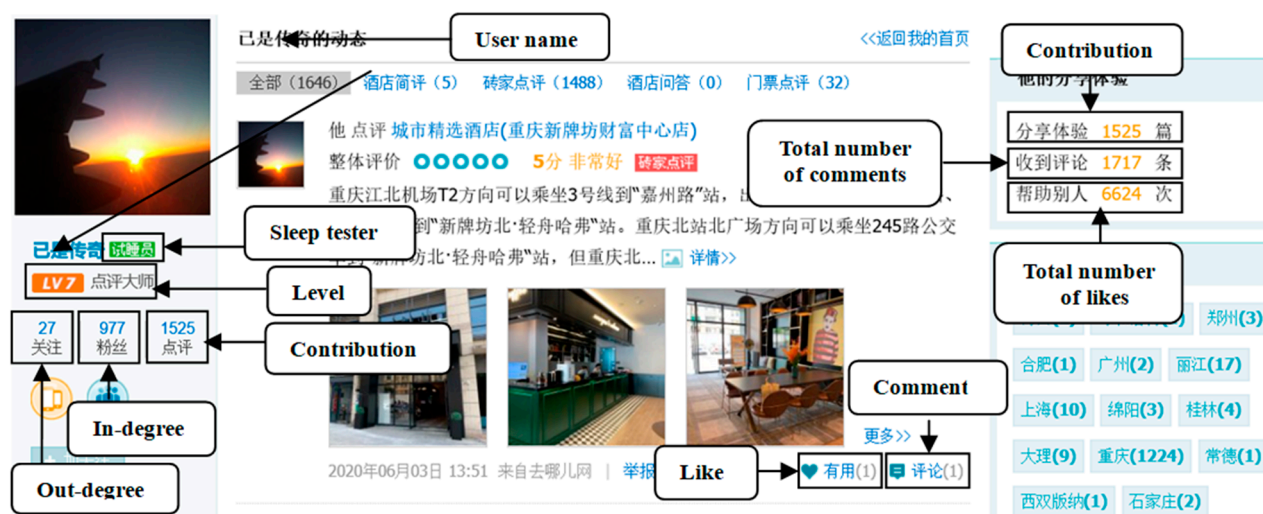 已是传奇的动态
User name
<<返回我的首页
全部（1646）
酒店简评（5）
砖家点评（1488）
酒店问答（0）
门票点评（32）
他 点评 城市精选酒店(重庆新牌坊财富中心店)
整体评价 5分 非常好 砖家点评
重庆江北机场T2方向可以乘坐3号线到"嘉州路"站，出
到"新牌坊北·轻舟哈弗"站。重庆北站北广场方向可以乘坐245路公交
坊北·轻舟哈弗"站，但重庆北... 详情>>
更多>>
2020年06月03日 13:51 来自去哪儿网 | 举报
Like
有用(1)
评论(1)
Comment
已是传奇 试睡员
Sleep tester
LV 7 点评大师
Level
27 977 1525
关注 粉丝 点评
Contribution
In-degree
Out-degree
Contribution
他的分享体验
分享体验 1525 篇
收到评论 1717 条
帮助别人 6624 次
Total number
of comments
Total number
of likes
郑州(3)
合肥(1) 广州(2) 丽江(17)
上海(10) 绵阳(3) 桂林(4)
大理(9) 重庆(1224) 常德(1)
西双版纳(1) 石家庄(2)